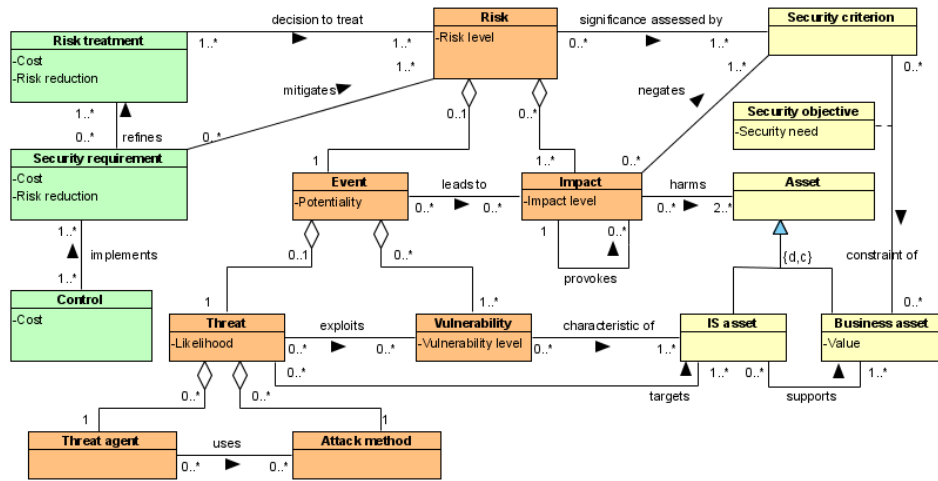 decision to treat
Risk
significance assessed by
Security criterion
Risk treatment
-Cost
-Risk reduction
1..*
1..*
-Risk level
0..*
1..*
1..*
mitigates
1..*
negates
0..*
1..*
refines
0..*
0..*
0..1
0..*
Security objective
-Security need
Security requirement
-Cost
-Risk reduction
1
1..*
0..*
Event
-Potentiality
leads to
0..*
0..*
Impact
-Impact level
harms
0..*
2..*
Asset
1..*
implements
1..*
0..1
0..*
1
0..*
provokes
{d,c}
constraint of
Control
-Cost
1
1..*
0..*
Threat
-Likelihood
exploits
0..*
0..*
Vulnerability
-Vulnerability level
characteristic of
0..*
1..*
IS asset
Business asset
-Value
0..*
1..*
0..*
1..*
targets
supports
0..*
0..*
1
1
Threat agent
uses
0..*
0..*
Attack method